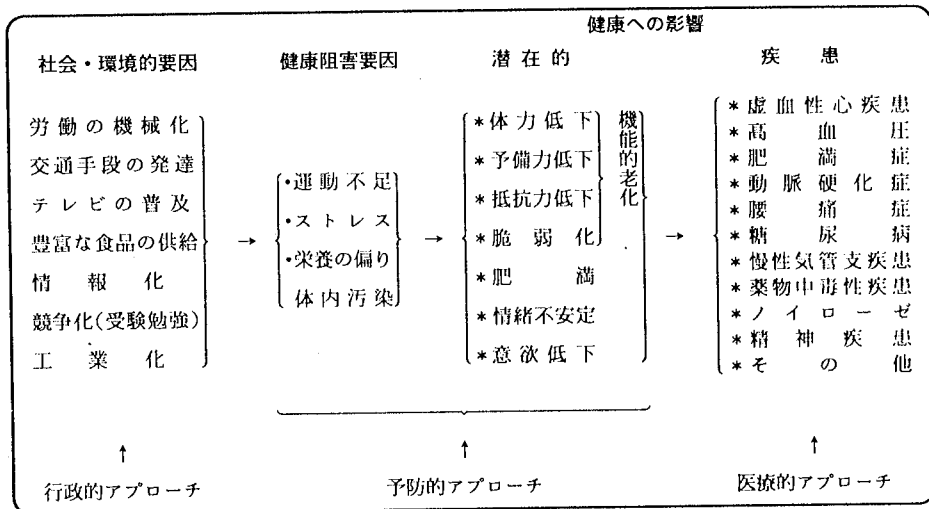 健康への影響
社会・環境的要因
健康阻害要因
潜在的
疾患
労働の機械化
交通手段の発達
テレビの普及
豊富な食品の供給
情報化
競争化(受験勉強)
工業化
→
・運動不足
・ストレス
・栄養の偏り
体内汚染
→
*体力低下
*予備力低下
*抵抗力低下
*脆弱化
*肥満
*情緒不安定
*意欲低下
機能的老化
→
*虚血性心疾患
*高血圧
*肥満症
*動脈硬化症
*腰痛症
*糖尿病
*慢性気管支疾患
*薬物中毒性疾患
*ノイローゼ
*精神疾患
*その他
↑
↑
↑
行政的アプローチ
予防的アプローチ
医療的アプローチ